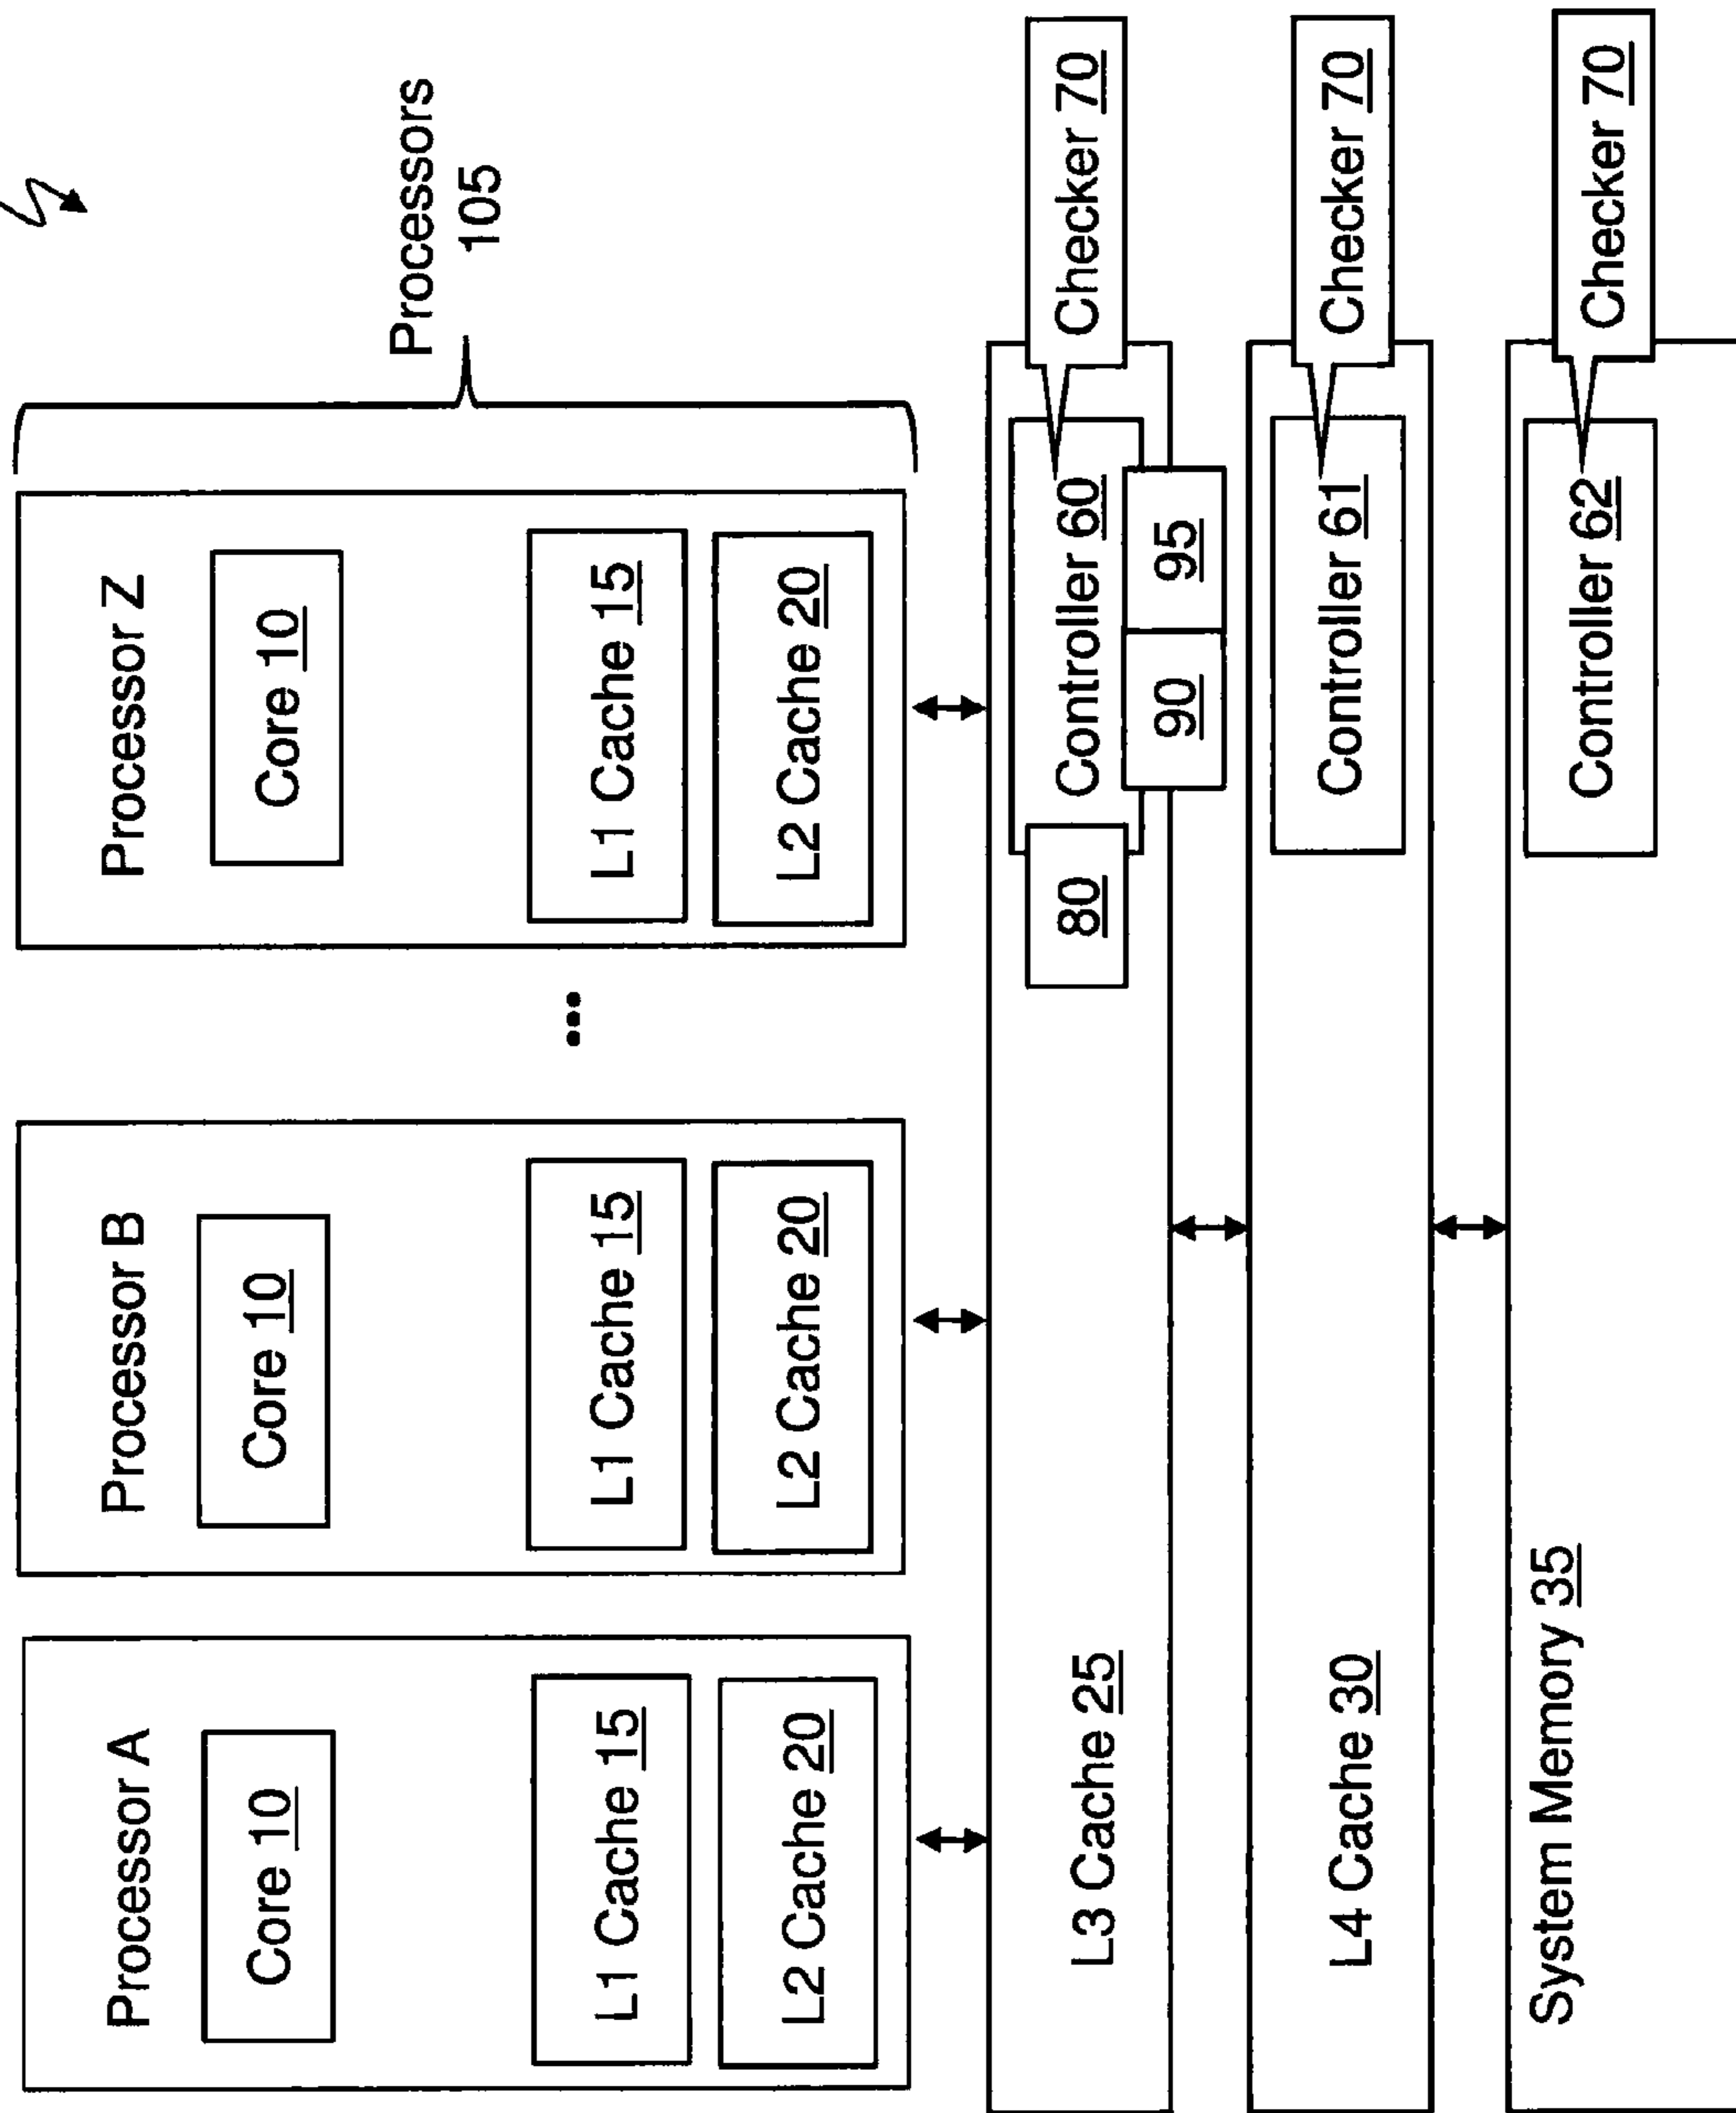 Processors
105
Processor A
Core 10
L1 Cache 15
L2 Cache 20
Processor B
Core 10
L1 Cache 15
L2 Cache 20
...
Processor Z
Core 10
L1 Cache 15
L2 Cache 20
L3 Cache 25
80
Controller 60
90
95
Checker 70
L4 Cache 30
Controller 61
Checker 70
System Memory 35
Controller 62
Checker 70